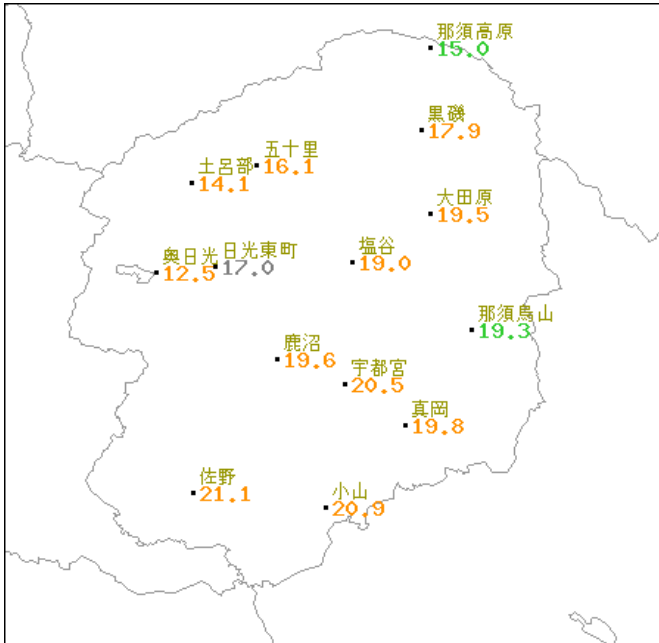 那須高原
15.0
黒磯
17.9
五十里
16.1
土呂部
14.1
大田原
19.5
塩谷
19.0
日光東町
17.0
奥日光
12.5
那須烏山
19.3
鹿沼
19.6
宇都宮
20.5
真岡
19.8
佐野
21.1
小山
20.9